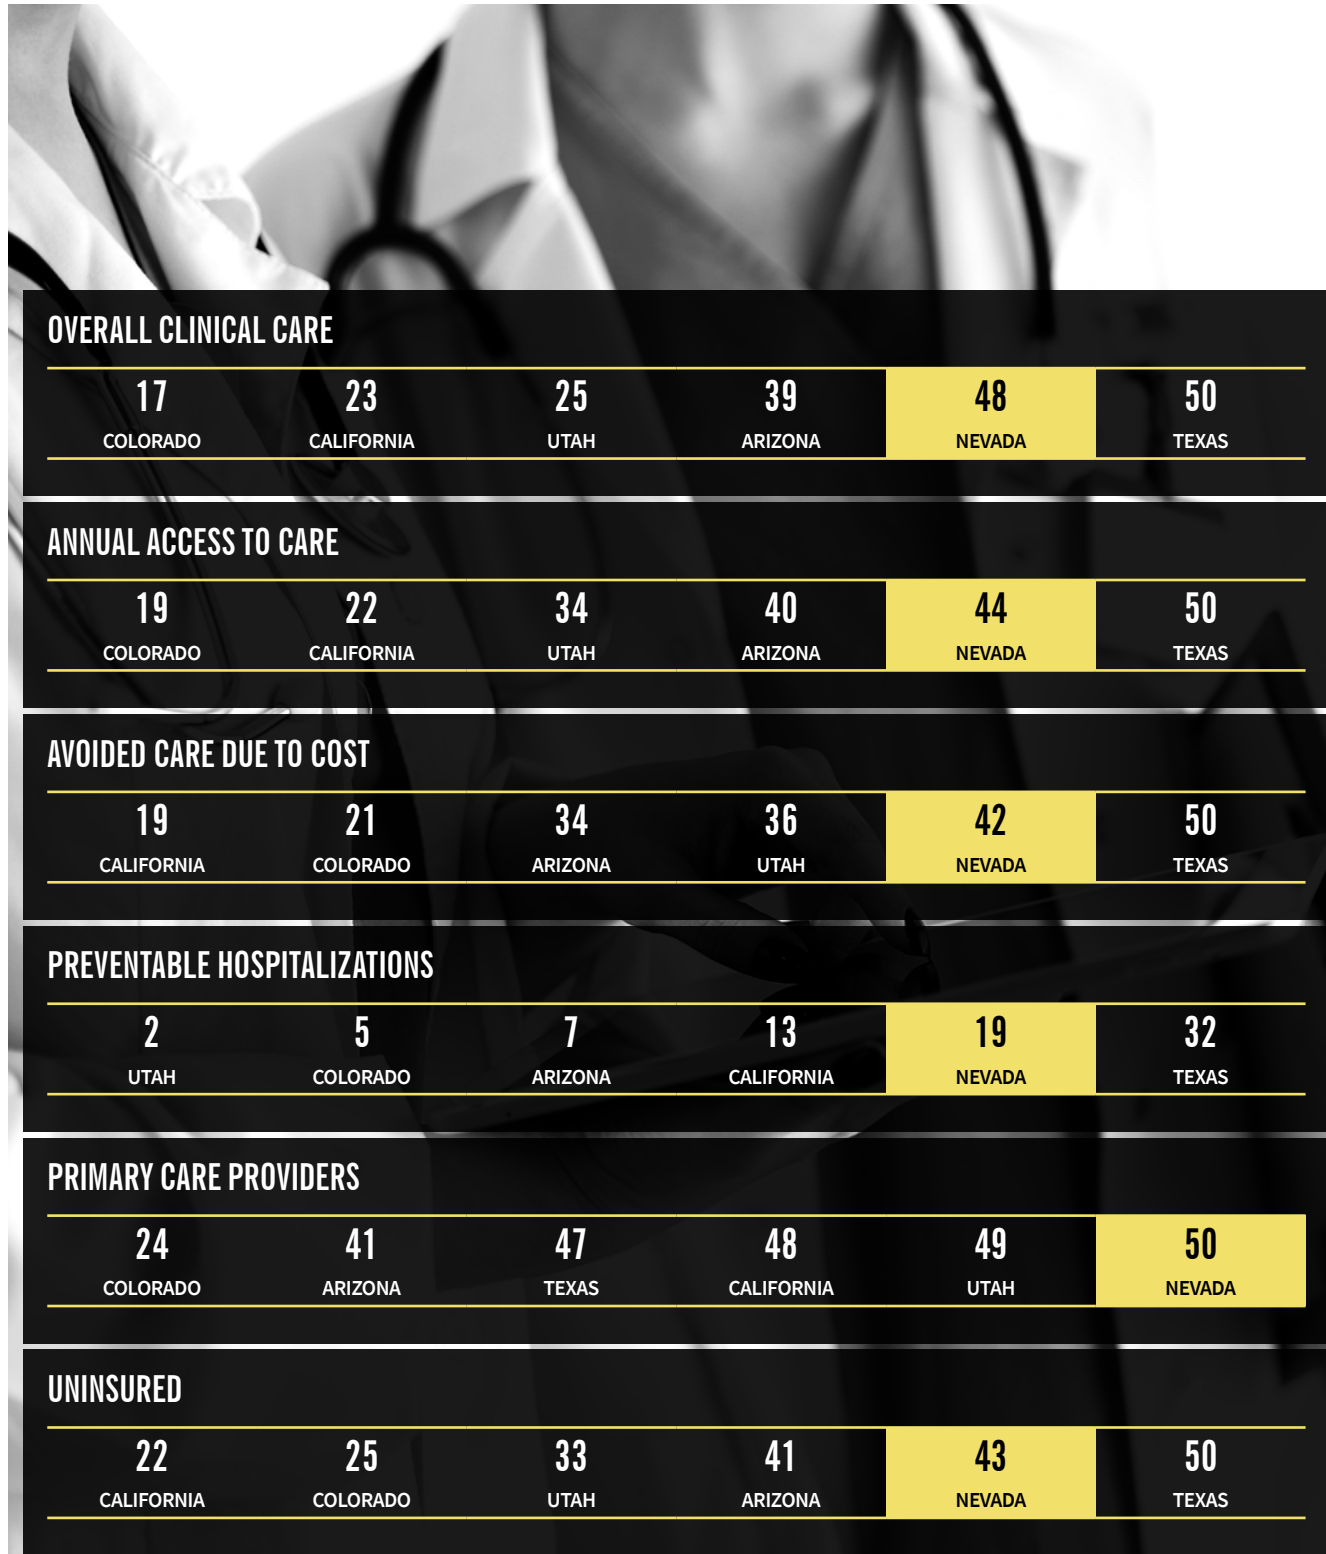 OVERALL CLINICAL CARE
17 23 25 39 48 50
COLORADO CALIFORNIA UTAH ARIZONA NEVADA TEXAS
ANNUAL ACCESS TO CARE
19 22 34 40 44 50
COLORADO CALIFORNIA UTAH ARIZONA NEVADA TEXAS
AVOIDED CARE DUE TO COST
19 21 34 36 42 50
CALIFORNIA COLORADO ARIZONA UTAH NEVADA TEXAS
PREVENTABLE HOSPITALIZATIONS
2 5 7 13 19 32
UTAH COLORADO ARIZONA CALIFORNIA NEVADA TEXAS
PRIMARY CARE PROVIDERS
24 41 47 48 49 50
COLORADO ARIZONA TEXAS CALIFORNIA UTAH NEVADA
UNINSURED
22 25 33 41 43 50
CALIFORNIA COLORADO UTAH ARIZONA NEVADA TEXAS